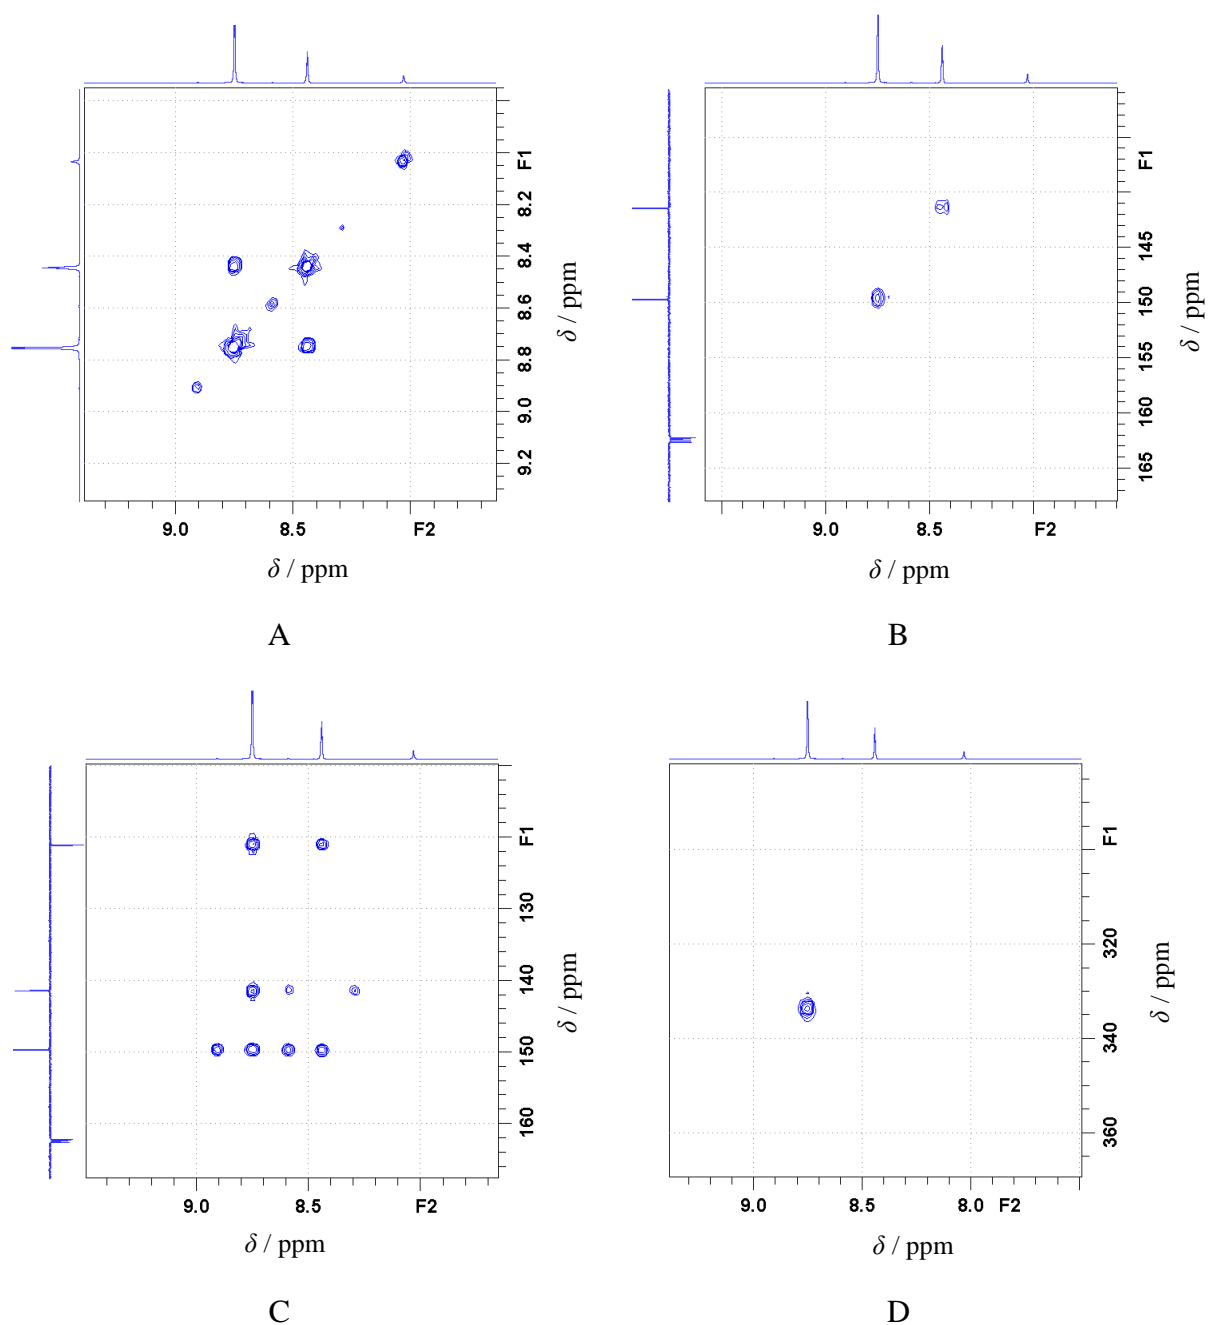 F1
8.2
8.4
8.6
8.8
9.0
9.2
δ / ppm
9.0 8.5 F2
δ / ppm
A
F1
145
150
155
160
165
δ / ppm
9.0 8.5 F2
δ / ppm
B
F1
130
140
150
160
δ / ppm
9.0 8.5 F2
δ / ppm
C
F1
320
340
360
δ / ppm
9.0 8.5 8.0 F2
δ / ppm
D